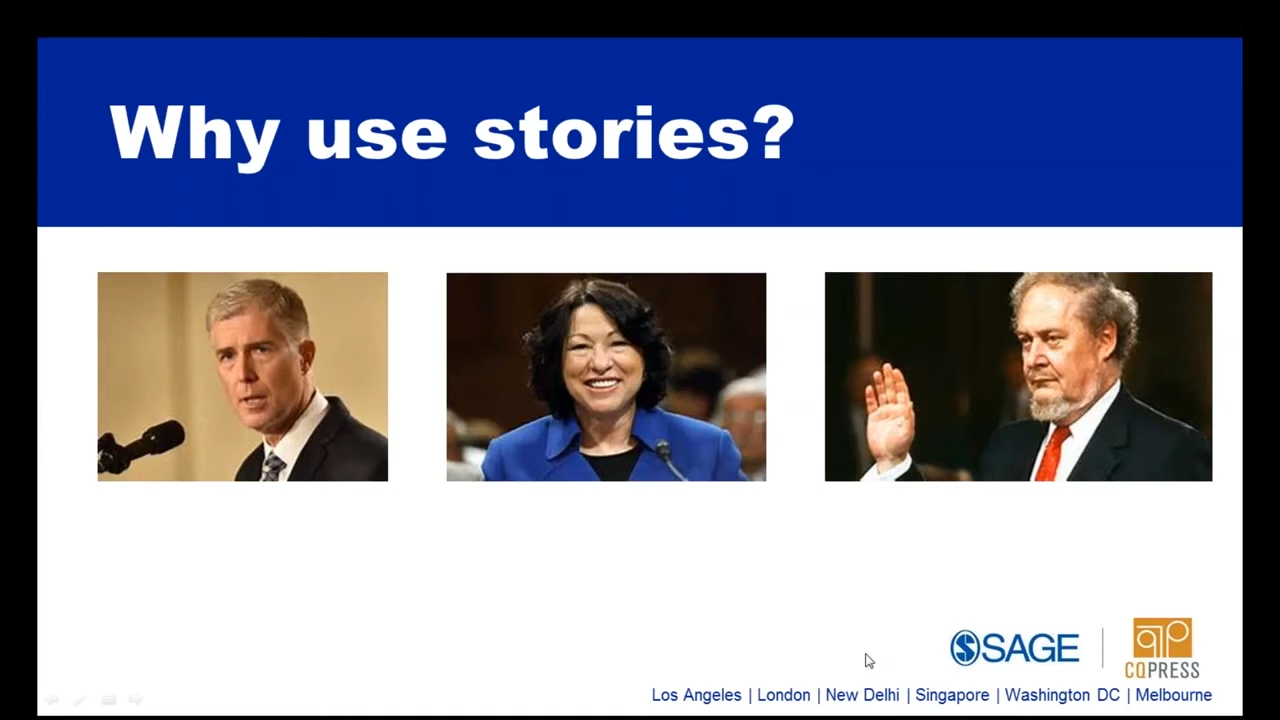 Why use stories?
SAGE
CQPRESS
Los Angeles | London | New Delhi | Singapore | Washington DC | Melbourne